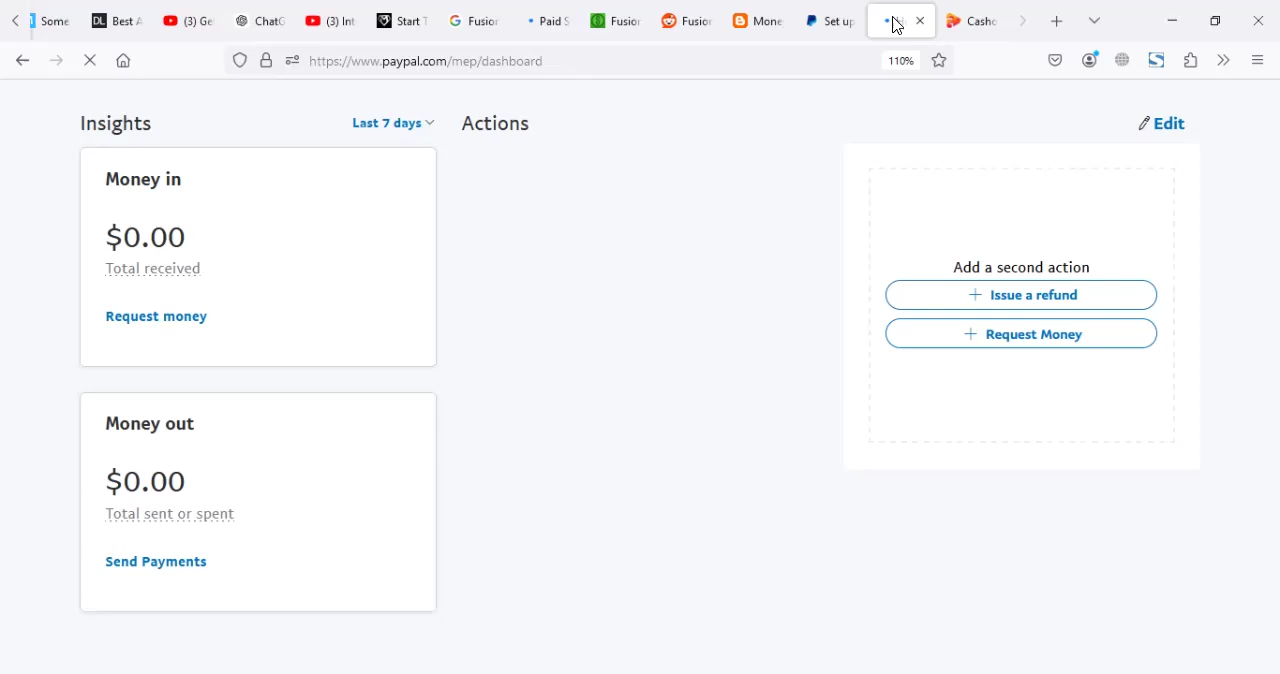 Some
Best A
(3) Ge
ChatG
(3) Int
Start T
Fusior
Paid S
Fusior
Fusior
Mone
Set up
Casho
https://www.paypal.com/mep/dashboard
110%
Insights
Last 7 days
Actions
Edit
Money in
$0.00
Total received
Request money
Add a second action
+ Issue a refund
+ Request Money
Money out
$0.00
Total sent or spent
Send Payments